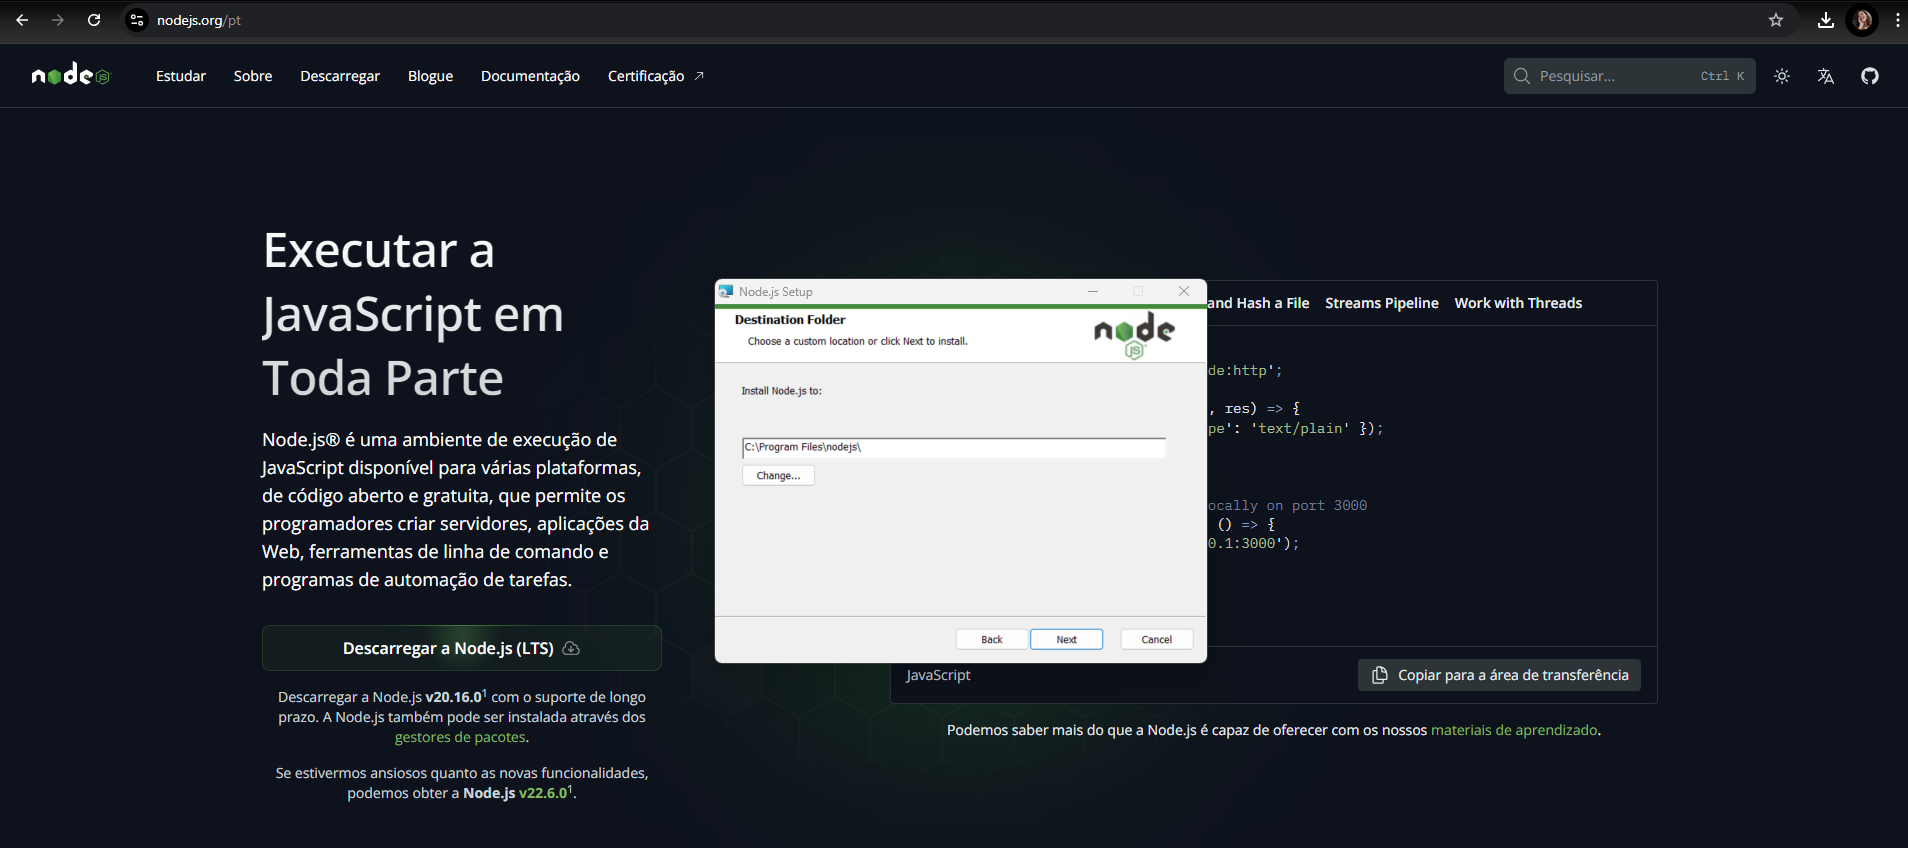 nodejs.org/pt
node JS
Estudar Sobre Descarregar Blogue Documentação Certificação
Pesquisar... Ctrl K
Executar a
JavaScript em
Toda Parte
Node.js® é uma ambiente de execução de
JavaScript disponível para várias plataformas,
de código aberto e gratuita, que permite os
programadores criar servidores, aplicações da
Web, ferramentas de linha de comando e
programas de automação de tarefas.
Descarregar a Node.js (LTS)
Descarregar a Node.js v20.16.0¹ com o suporte de longo
prazo. A Node.js também pode ser instalada através dos
gestores de pacotes.
Se estivermos ansiosos quanto as novas funcionalidades,
podemos obter a Node.js v22.6.0¹.
Node.js Setup
Destination Folder
Choose a custom location or click Next to install.
node JS
Install Node.js to:
C:\Program Files\nodejs\
Change...
Back Next Cancel
and Hash a File Streams Pipeline Work with Threads
de:http';
, res) => {
pe': 'text/plain' });
ocally on port 3000
() => {
0.1:3000');
JavaScript
Copiar para a área de transferência
Podemos saber mais do que a Node.js é capaz de oferecer com os nossos materiais de aprendizado.